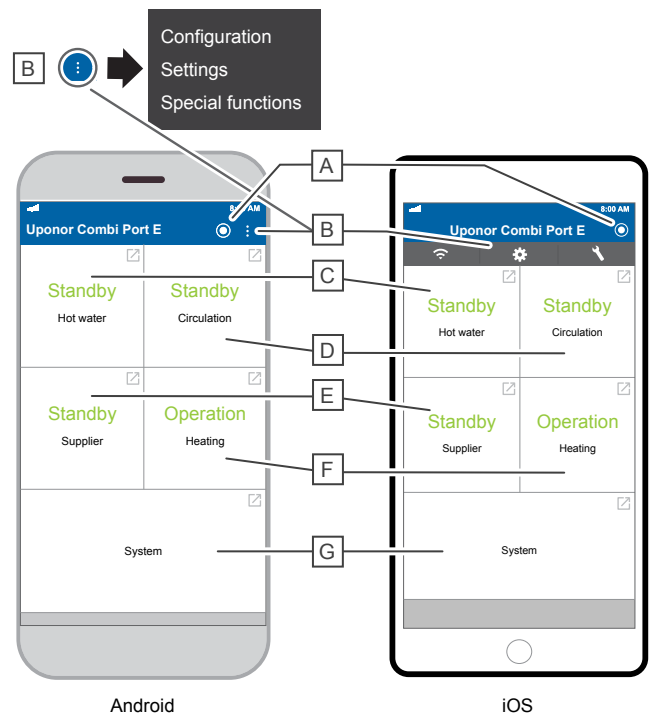 Configuration
B
Settings
Special functions
A
8:00 AM
Uponor Combi Port E
B
8:00 AM
Uponor Combi Port E
C
Standby
Hot water
Standby
Circulation
Standby
Hot water
Standby
Circulation
D
E
Standby
Supplier
Operation
Heating
Standby
Supplier
Operation
Heating
F
System
G
System
Android
iOS